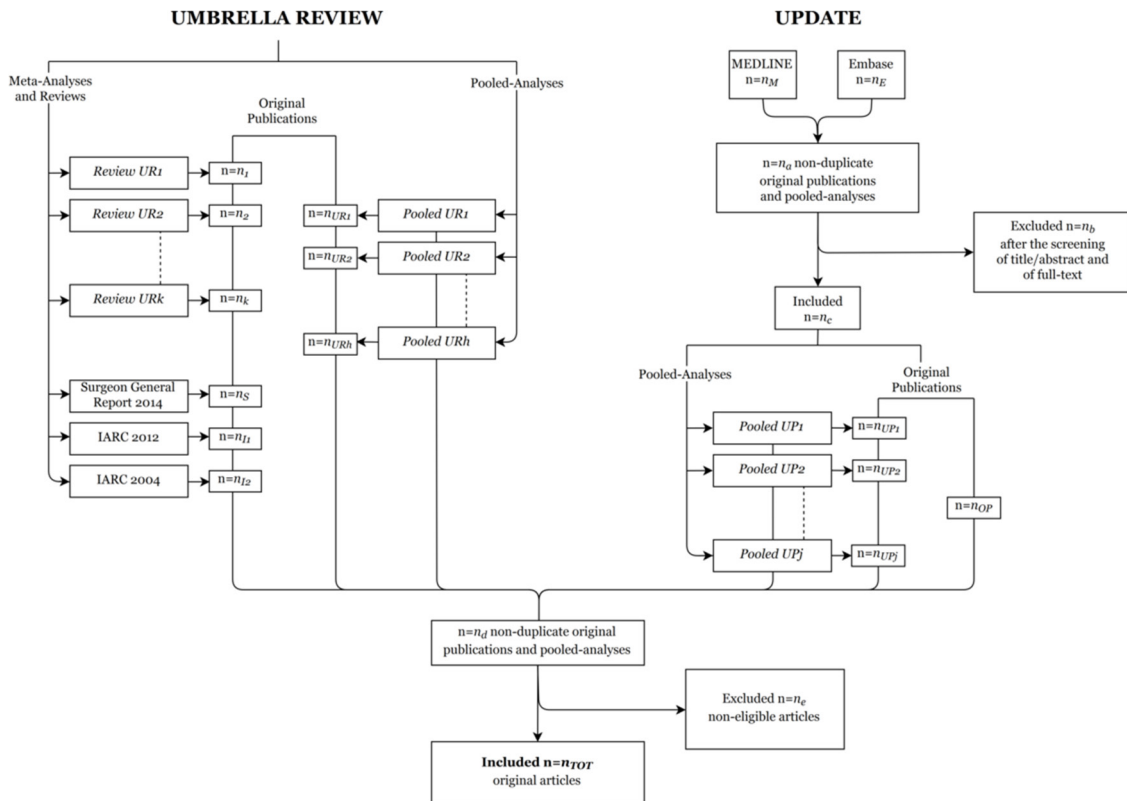 UMBRELLA REVIEW
Meta-Analyses
and Reviews
Original
Publications
Pooled-Analyses
Review UR1
n=n1
Review UR2
n=n2
Review URk
n=nk
Surgeon General
Report 2014
n=nS
IARC 2012
n=nI1
IARC 2004
n=nI2
n=nUR1
Pooled UR1
n=nUR2
Pooled UR2
n=nURh
Pooled URh
UPDATE
MEDLINE
n=nM
Embase
n=nE
n=na non-duplicate
original publications
and pooled-analyses
Excluded n=nb
after the screening
of title/abstract and
of full-text
Included
n=nc
Pooled-Analyses
Original
Publications
Pooled UP1
n=nUP1
Pooled UP2
n=nUP2
Pooled UPj
n=nUPj
n=nOP
n=nd non-duplicate original
publications and pooled-analyses
Excluded n=ne
non-eligible articles
Included n=nTOT
original articles